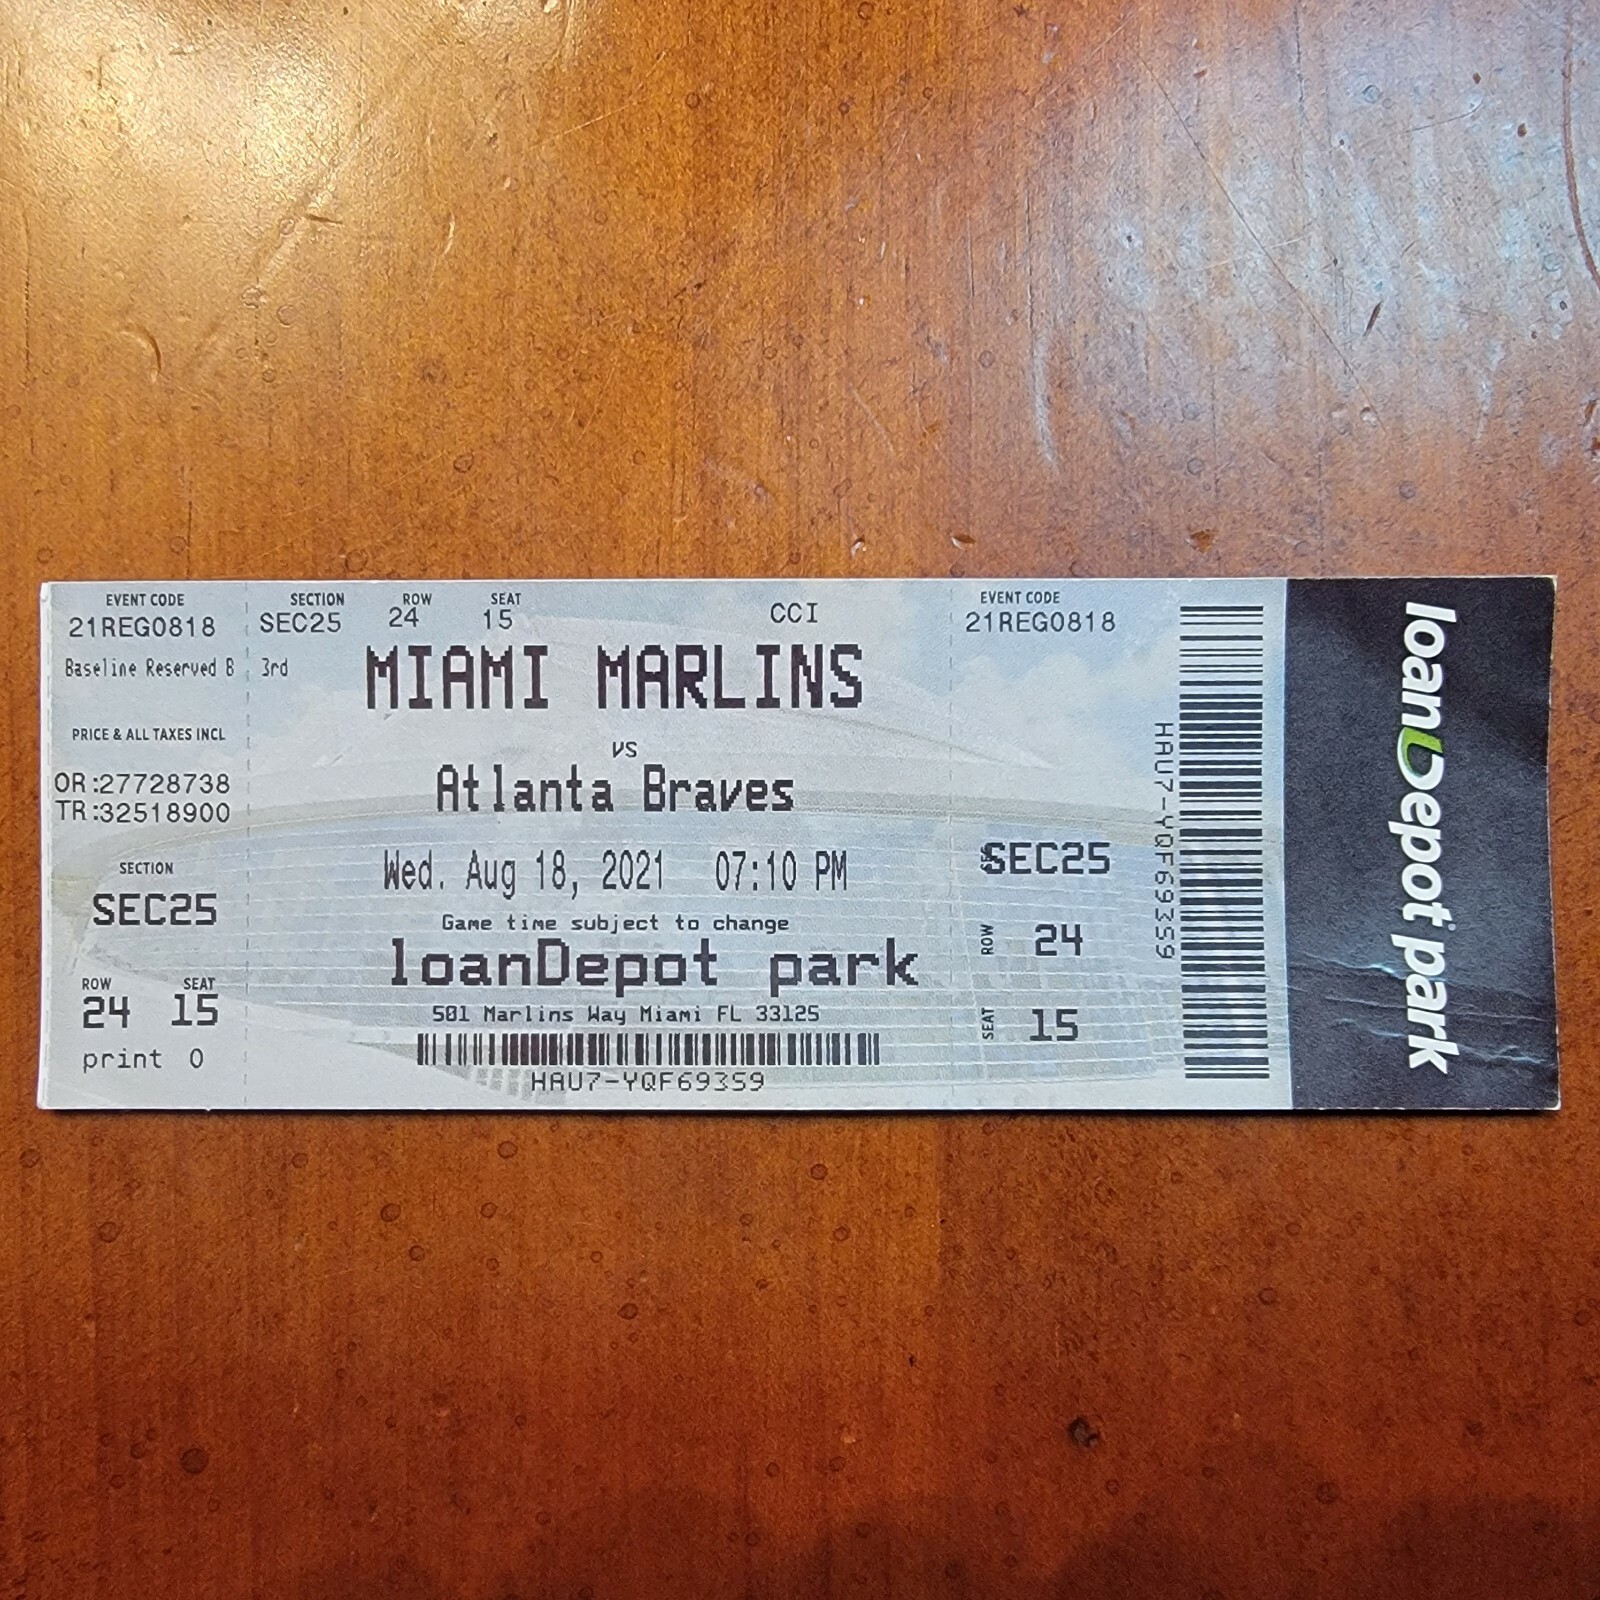 EVENT CODE
21REG0818
Baseline Reserved B
PRICE & ALL TAXES INCL
OR:27728738
TR:32518900
SECTION
SEC25
ROW SEAT
24 15
print 0
SECTION ROW SEAT
SEC25 24 15 CCI
3rd
MIAMI MARLINS
vs
Atlanta Braves
Wed. Aug 18, 2021 07:10 PM
Game time subject to change
loanDepot park
501 Marlins Way Miami FL 33125
HAU7-YQF69359
EVENT CODE
21REG0818
SEC25
ROW 24
SEAT 15
HAU7-YQF69359
loanDepot park